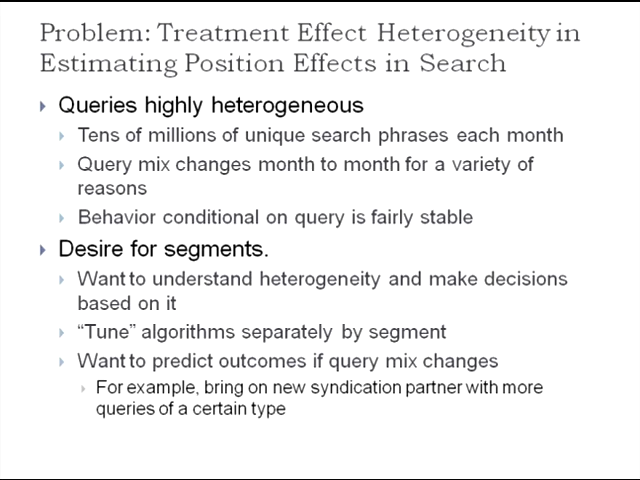 Problem: Treatment Effect Heterogeneity in
Estimating Position Effects in Search
Queries highly heterogeneous
Tens of millions of unique search phrases each month
Query mix changes month to month for a variety of
reasons
Behavior conditional on query is fairly stable
Desire for segments.
Want to understand heterogeneity and make decisions
based on it
“Tune” algorithms separately by segment
Want to predict outcomes if query mix changes
For example, bring on new syndication partner with more
queries of a certain type